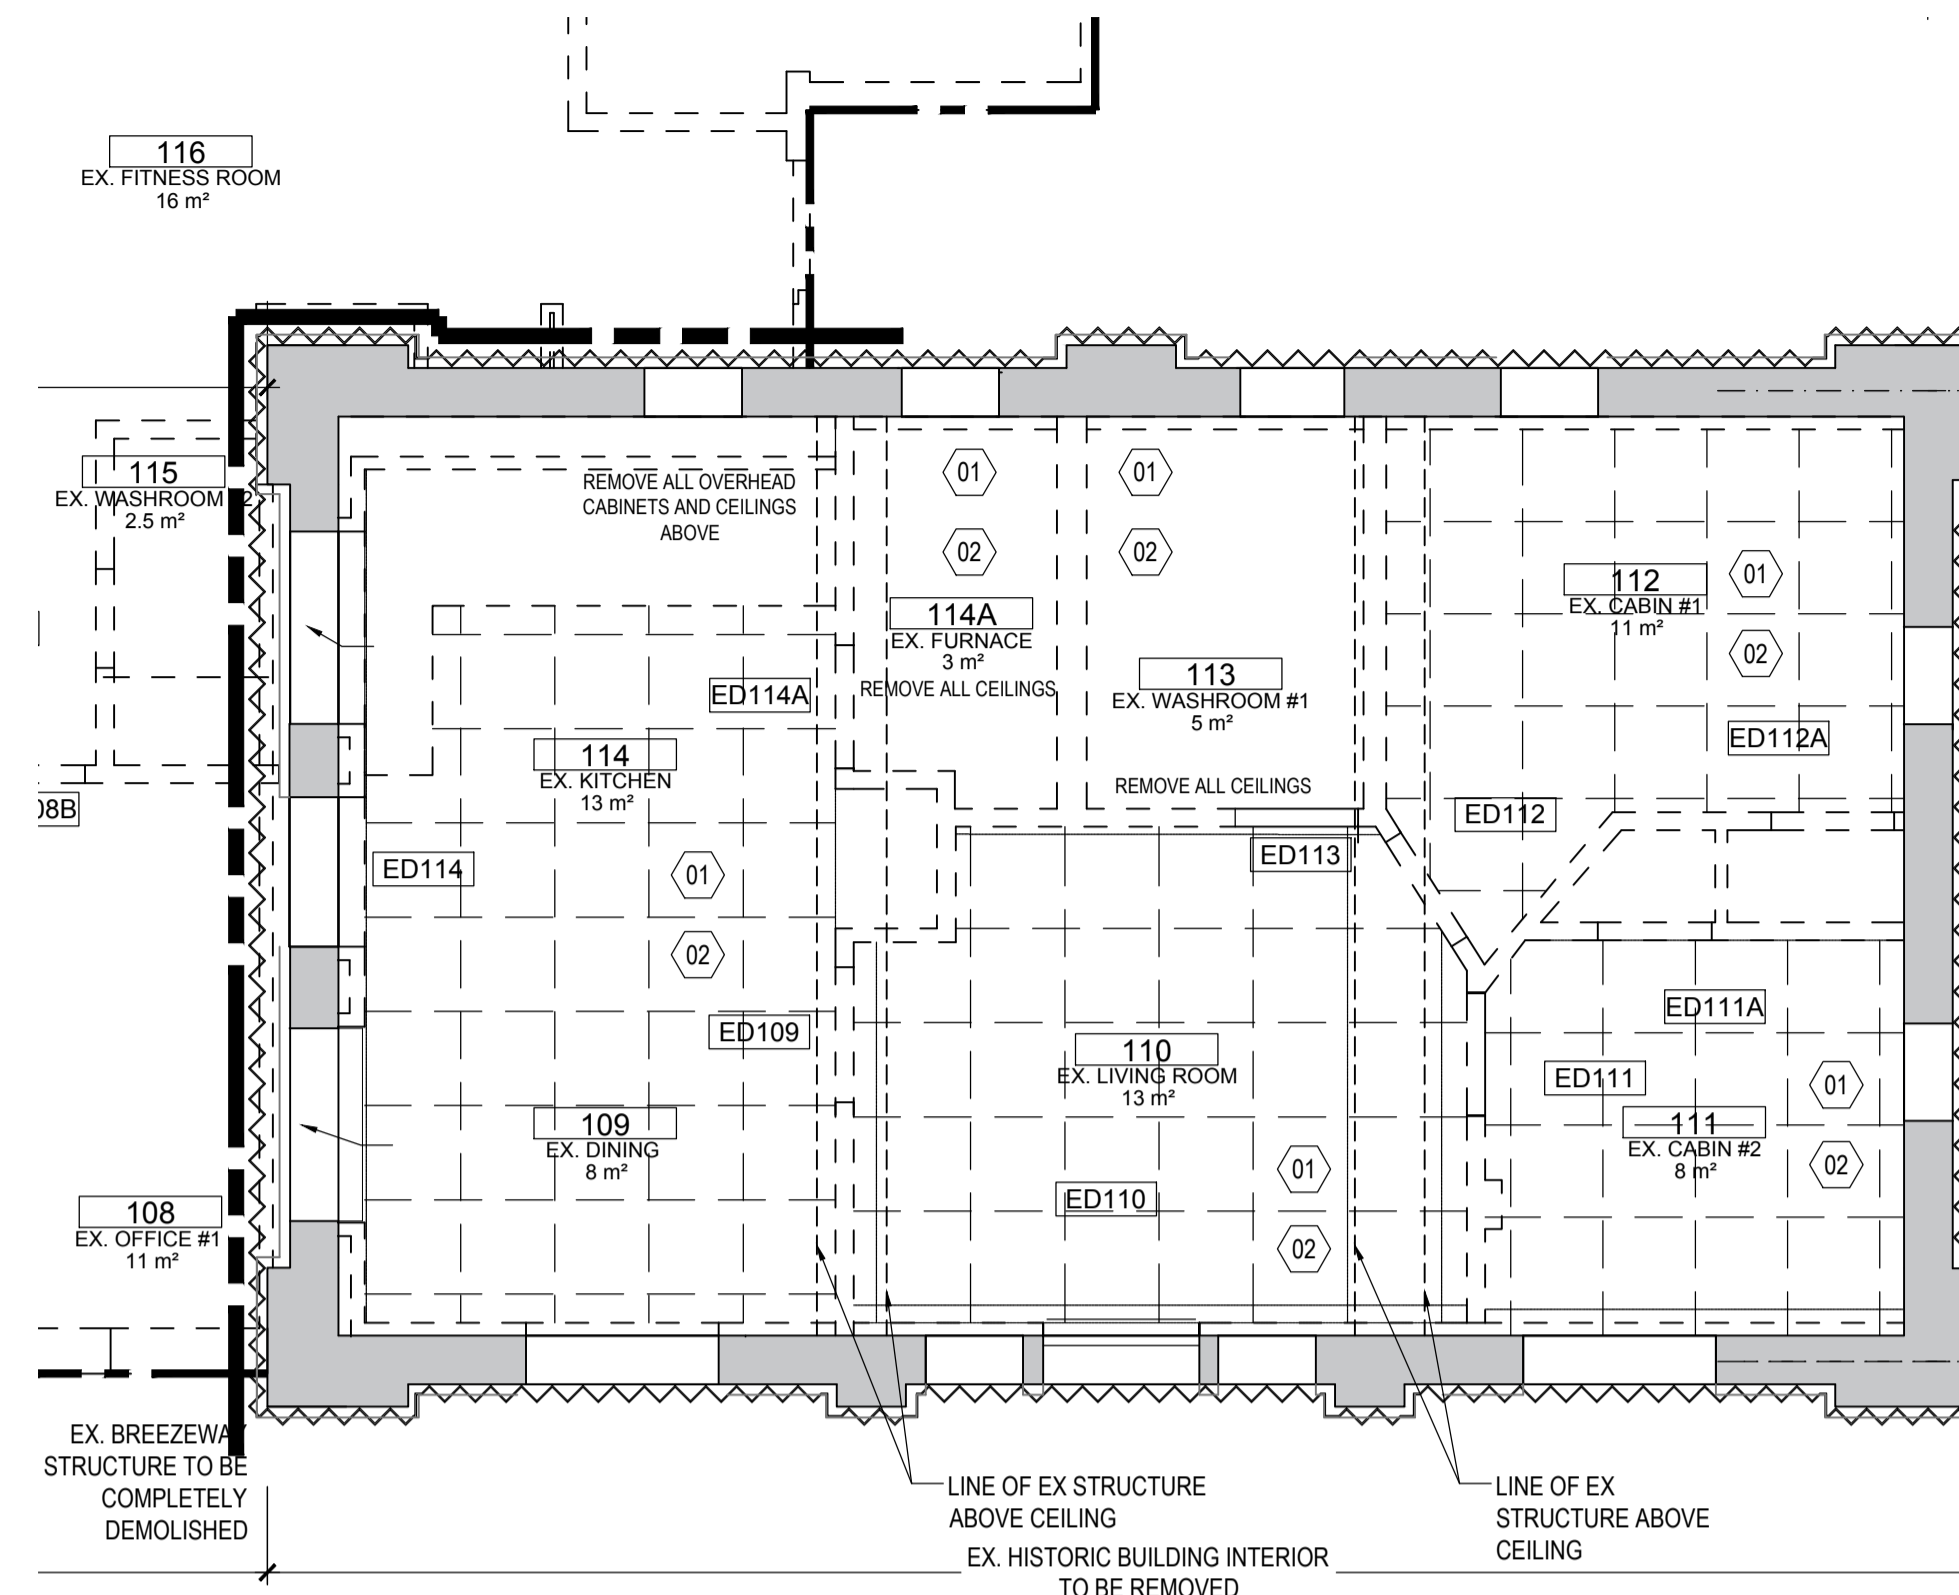 116
EX. FITNESS ROOM
16 m²
115
EX. WASHROOM #2
2.5 m²
REMOVE ALL OVERHEAD
CABINETS AND CEILINGS
ABOVE
01
02
114A
EX. FURNACE
3 m²
REMOVE ALL CEILINGS
01
02
113
EX. WASHROOM #1
5 m²
REMOVE ALL CEILINGS
112
EX. CABIN #1
11 m²
01
02
ED112A
ED112
ED114A
114
EX. KITCHEN
13 m²
08B
ED114
01
02
ED113
ED109
110
EX. LIVING ROOM
13 m²
01
02
ED110
ED111A
ED111
111
EX. CABIN #2
8 m²
01
02
109
EX. DINING
8 m²
108
EX. OFFICE #1
11 m²
EX. BREEZEWAY
STRUCTURE TO BE
COMPLETELY
DEMOLISHED
LINE OF EX STRUCTURE
ABOVE CEILING
LINE OF EX
STRUCTURE ABOVE
CEILING
EX. HISTORIC BUILDING INTERIOR
TO BE REMOVED